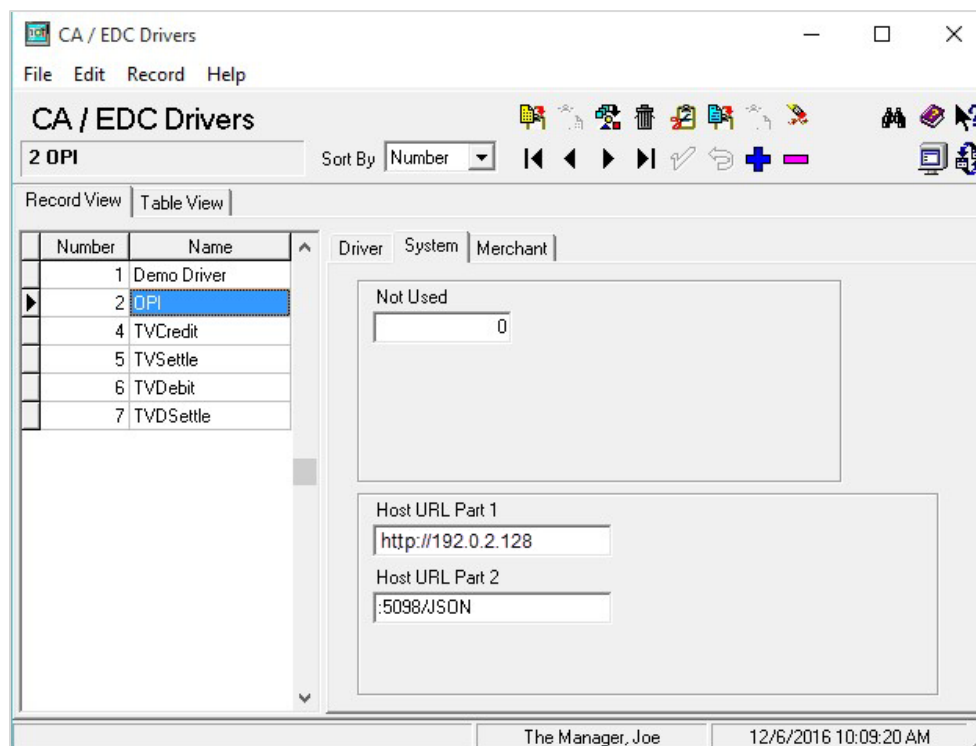 CA / EDC Drivers
File Edit Record Help
CA / EDC Drivers
2 OPI
Sort By Number
Record View Table View
Number Name
1 Demo Driver
2 OPI
4 TVCredit
5 TVSettle
6 TVDebit
7 TVDSettle
Driver System Merchant
Not Used
0
Host URL Part 1
http://192.0.2.128
Host URL Part 2
:5098/JSON
The Manager, Joe 12/6/2016 10:09:20 AM